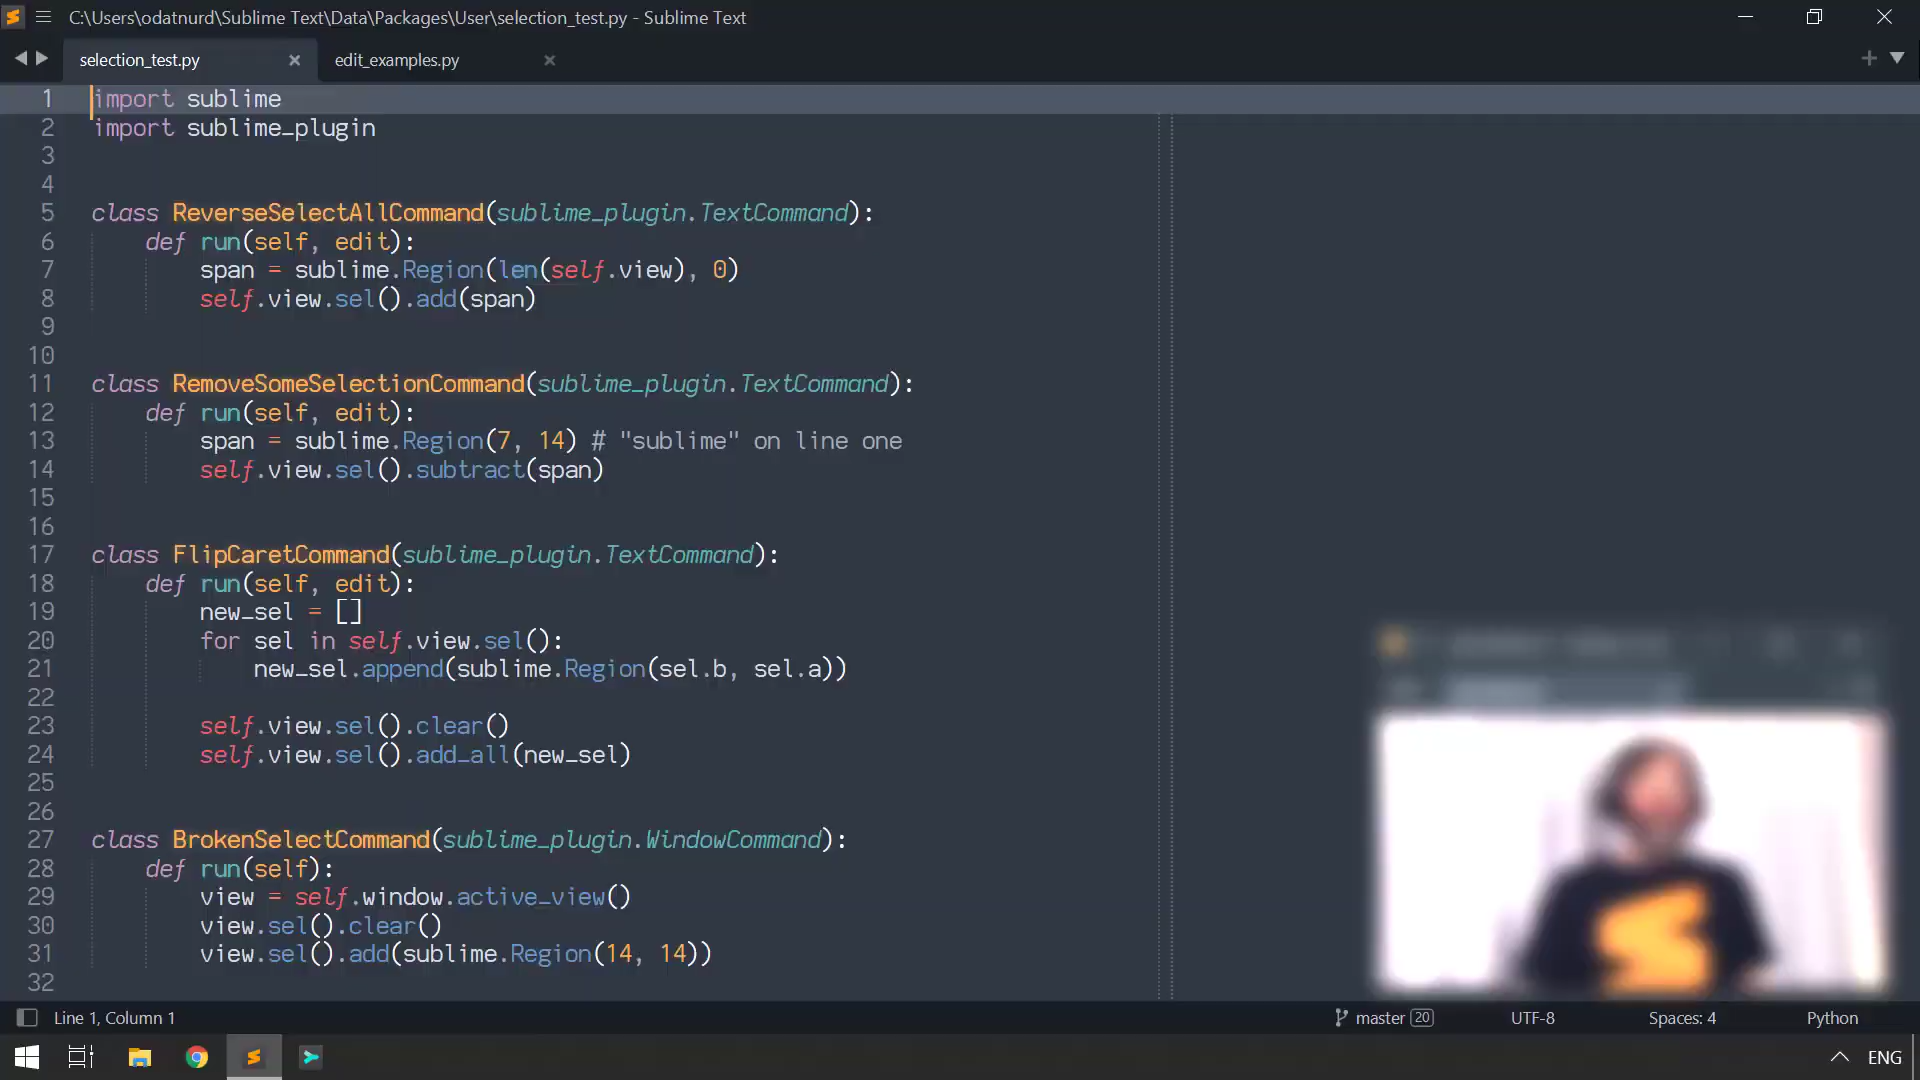 C:\Users\odatnurd\Sublime Text\Data\Packages\User\selection_test.py - Sublime Text
selection_test.py
edit_examples.py
1 import sublime
2 import sublime_plugin
3
4
5 class ReverseSelectAllCommand(sublime_plugin.TextCommand):
6     def run(self, edit):
7         span = sublime.Region(len(self.view), 0)
8         self.view.sel().add(span)
9
10
11 class RemoveSomeSelectionCommand(sublime_plugin.TextCommand):
12     def run(self, edit):
13         span = sublime.Region(7, 14) # "sublime" on line one
14         self.view.sel().subtract(span)
15
16
17 class FlipCaretCommand(sublime_plugin.TextCommand):
18     def run(self, edit):
19         new_sel = []
20         for sel in self.view.sel():
21             new_sel.append(sublime.Region(sel.b, sel.a))
22
23         self.view.sel().clear()
24         self.view.sel().add_all(new_sel)
25
26
27 class BrokenSelectCommand(sublime_plugin.WindowCommand):
28     def run(self):
29         view = self.window.active_view()
30         view.sel().clear()
31         view.sel().add(sublime.Region(14, 14))
32
Line 1, Column 1
master 20
UTF-8
Spaces: 4
Python
ENG